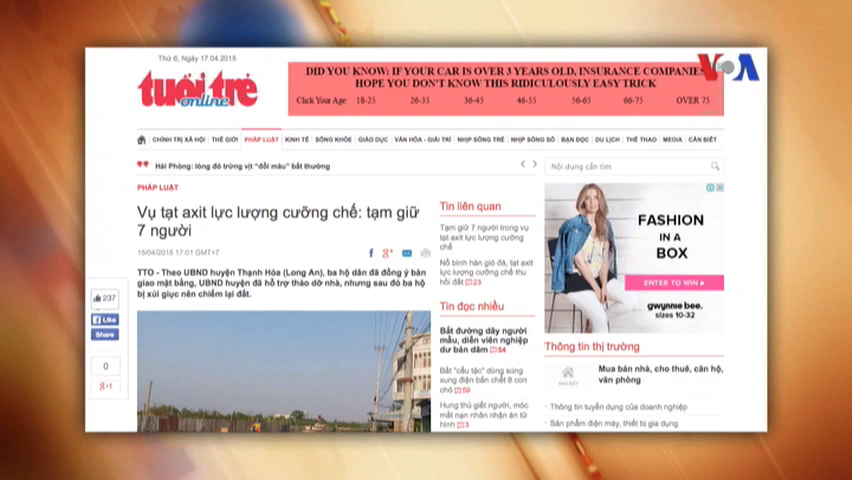 Thứ 6, Ngày 17.04.2015
tuổi trẻ
online
DID YOU KNOW: IF YOUR CAR IS OVER 3 YEARS OLD, INSURANCE COMPANIES
HOPE YOU DON'T KNOW THIS RIDICULOUSLY EASY TRICK
Click Your Age: 18-25 26-35 36-45 46-55 56-65 66-75 OVER 75
VOA
CHÍNH TRỊ XÃ HỘI THẾ GIỚI PHÁP LUẬT KINH TẾ SỐNG KHỎE GIÁO DỤC VĂN HÓA - GIẢI TRÍ NHỊP SỐNG TRẺ NHỊP SỐNG SỐ BẠN ĐỌC DU LỊCH THỂ THAO MEDIA CẦN BIẾT
Hải Phòng: lòng đỏ trứng vịt "đổi màu" bất thường
Nội dung cần tìm
PHÁP LUẬT
Vụ tạt axit lực lượng cưỡng chế: tạm giữ
7 người
15/04/2015 17:01 GMT+7
TTO - Theo UBND huyện Thạnh Hóa (Long An), ba hộ dân đã đồng ý bàn
giao mặt bằng, UBND huyện đã hỗ trợ tháo dỡ nhà, nhưng sau đó ba hộ
bị xúi giục nên chiếm lại đất.
237
Like
Share
0
g+1
Tin liên quan
Tạm giữ 7 người trong vụ
tạt axit lực lượng cưỡng
chế
Nổ bình hàn gió đá, tạt axit
lực lượng cưỡng chế thu
hồi đất 23
Tin đọc nhiều
Bắt đường dây người
mẫu, diễn viên nghiệp
dư bán dâm 54
Bắt "cẩu tặc" dùng súng
xung điện bắn chết 8 con
chó 59
Hung thủ giết người, móc
mắt nạn nhân nhận án tử
hình 3
FASHION
IN A
BOX
ENTER TO WIN
gwynnie bee.
sizes 10-32
Thông tin thị trường
Mua bán nhà, cho thuê, căn hộ,
văn phòng
Thông tin tuyển dụng của doanh nghiệp
Sản phẩm điện máy, thiết bị gia dụng